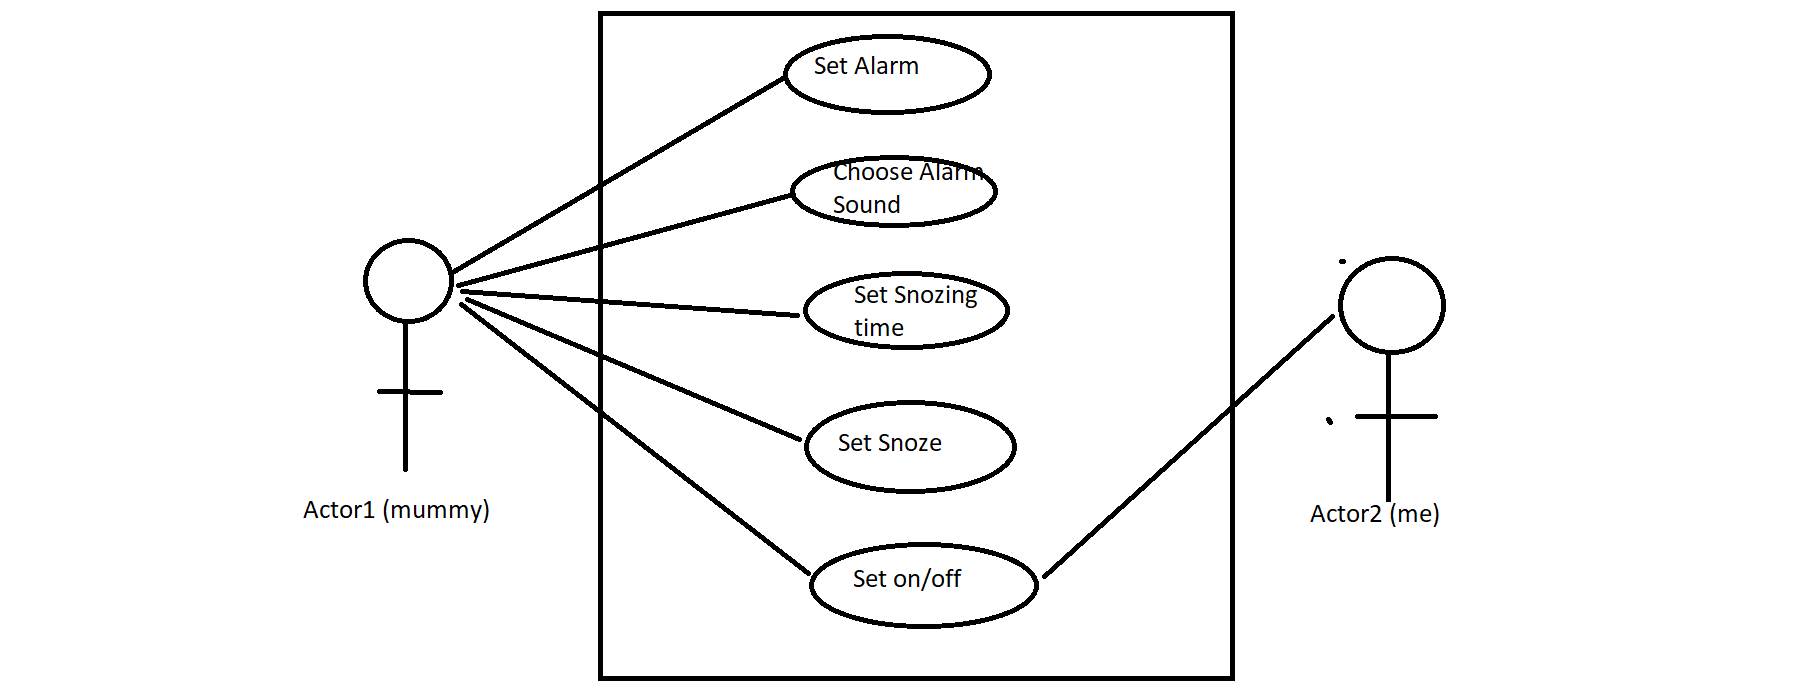 Set Alarm
Choose Alarm
Sound
Set Snozing
time
Set Snoze
Set on/off
Actor1 (mummy)
Actor2 (me)